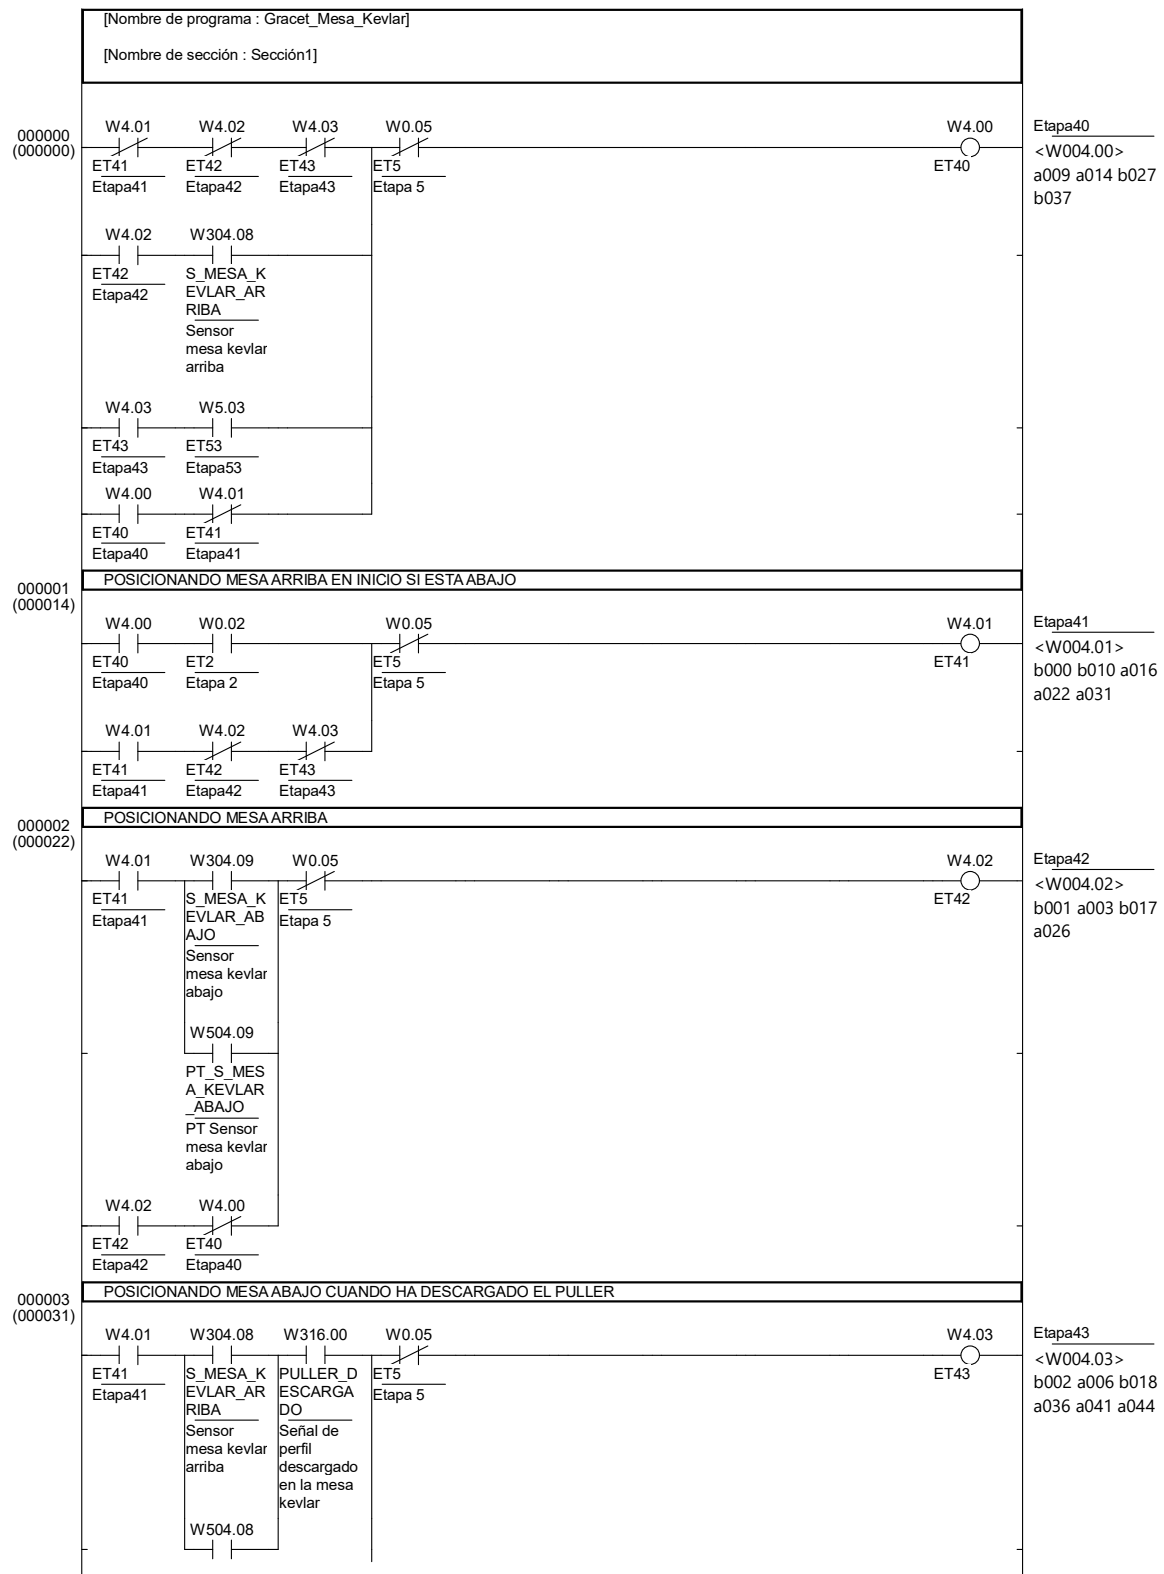 [Nombre de programa : Gracet_Mesa_Kevlar]
[Nombre de sección : Sección1]
000000
(000000)
W4.01 W4.02 W4.03 W0.05 W4.00
ET41 ET42 ET43 ET5 ET40
Etapa41 Etapa42 Etapa43 Etapa 5
Etapa40
<W004.00>
a009 a014 b027
b037
W4.02 W304.08
ET42 S_MESA_K
Etapa42 EVLAR_AR
RIBA
Sensor
mesa kevlar
arriba
W4.03 W5.03
ET43 ET53
Etapa43 Etapa53
W4.00 W4.01
ET40 ET41
Etapa40 Etapa41
000001
(000014)
POSICIONANDO MESA ARRIBA EN INICIO SI ESTA ABAJO
W4.00 W0.02 W0.05 W4.01
ET40 ET2 ET5 ET41
Etapa40 Etapa 2 Etapa 5
Etapa41
<W004.01>
b000 b010 a016
a022 a031
W4.01 W4.02 W4.03
ET41 ET42 ET43
Etapa41 Etapa42 Etapa43
000002
(000022)
POSICIONANDO MESA ARRIBA
W4.01 W304.09 W0.05 W4.02
ET41 S_MESA_K ET5 ET42
Etapa41 EVLAR_AB Etapa 5
AJO
Sensor
mesa kevlar
abajo
Etapa42
<W004.02>
b001 a003 b017
a026
W504.09
PT_S_MES
A_KEVLAR
_ABAJO
PT Sensor
mesa kevlar
abajo
W4.02 W4.00
ET42 ET40
Etapa42 Etapa40
000003
(000031)
POSICIONANDO MESA ABAJO CUANDO HA DESCARGADO EL PULLER
W4.01 W304.08 W316.00 W0.05 W4.03
ET41 S_MESA_K PULLER_D ET5 ET43
Etapa41 EVLAR_AR ESCARGA Etapa 5
RIBA DO
Sensor Señal de
mesa kevlar perfil
arriba descargado
en la mesa
kevlar
Etapa43
<W004.03>
b002 a006 b018
a036 a041 a044
W504.08